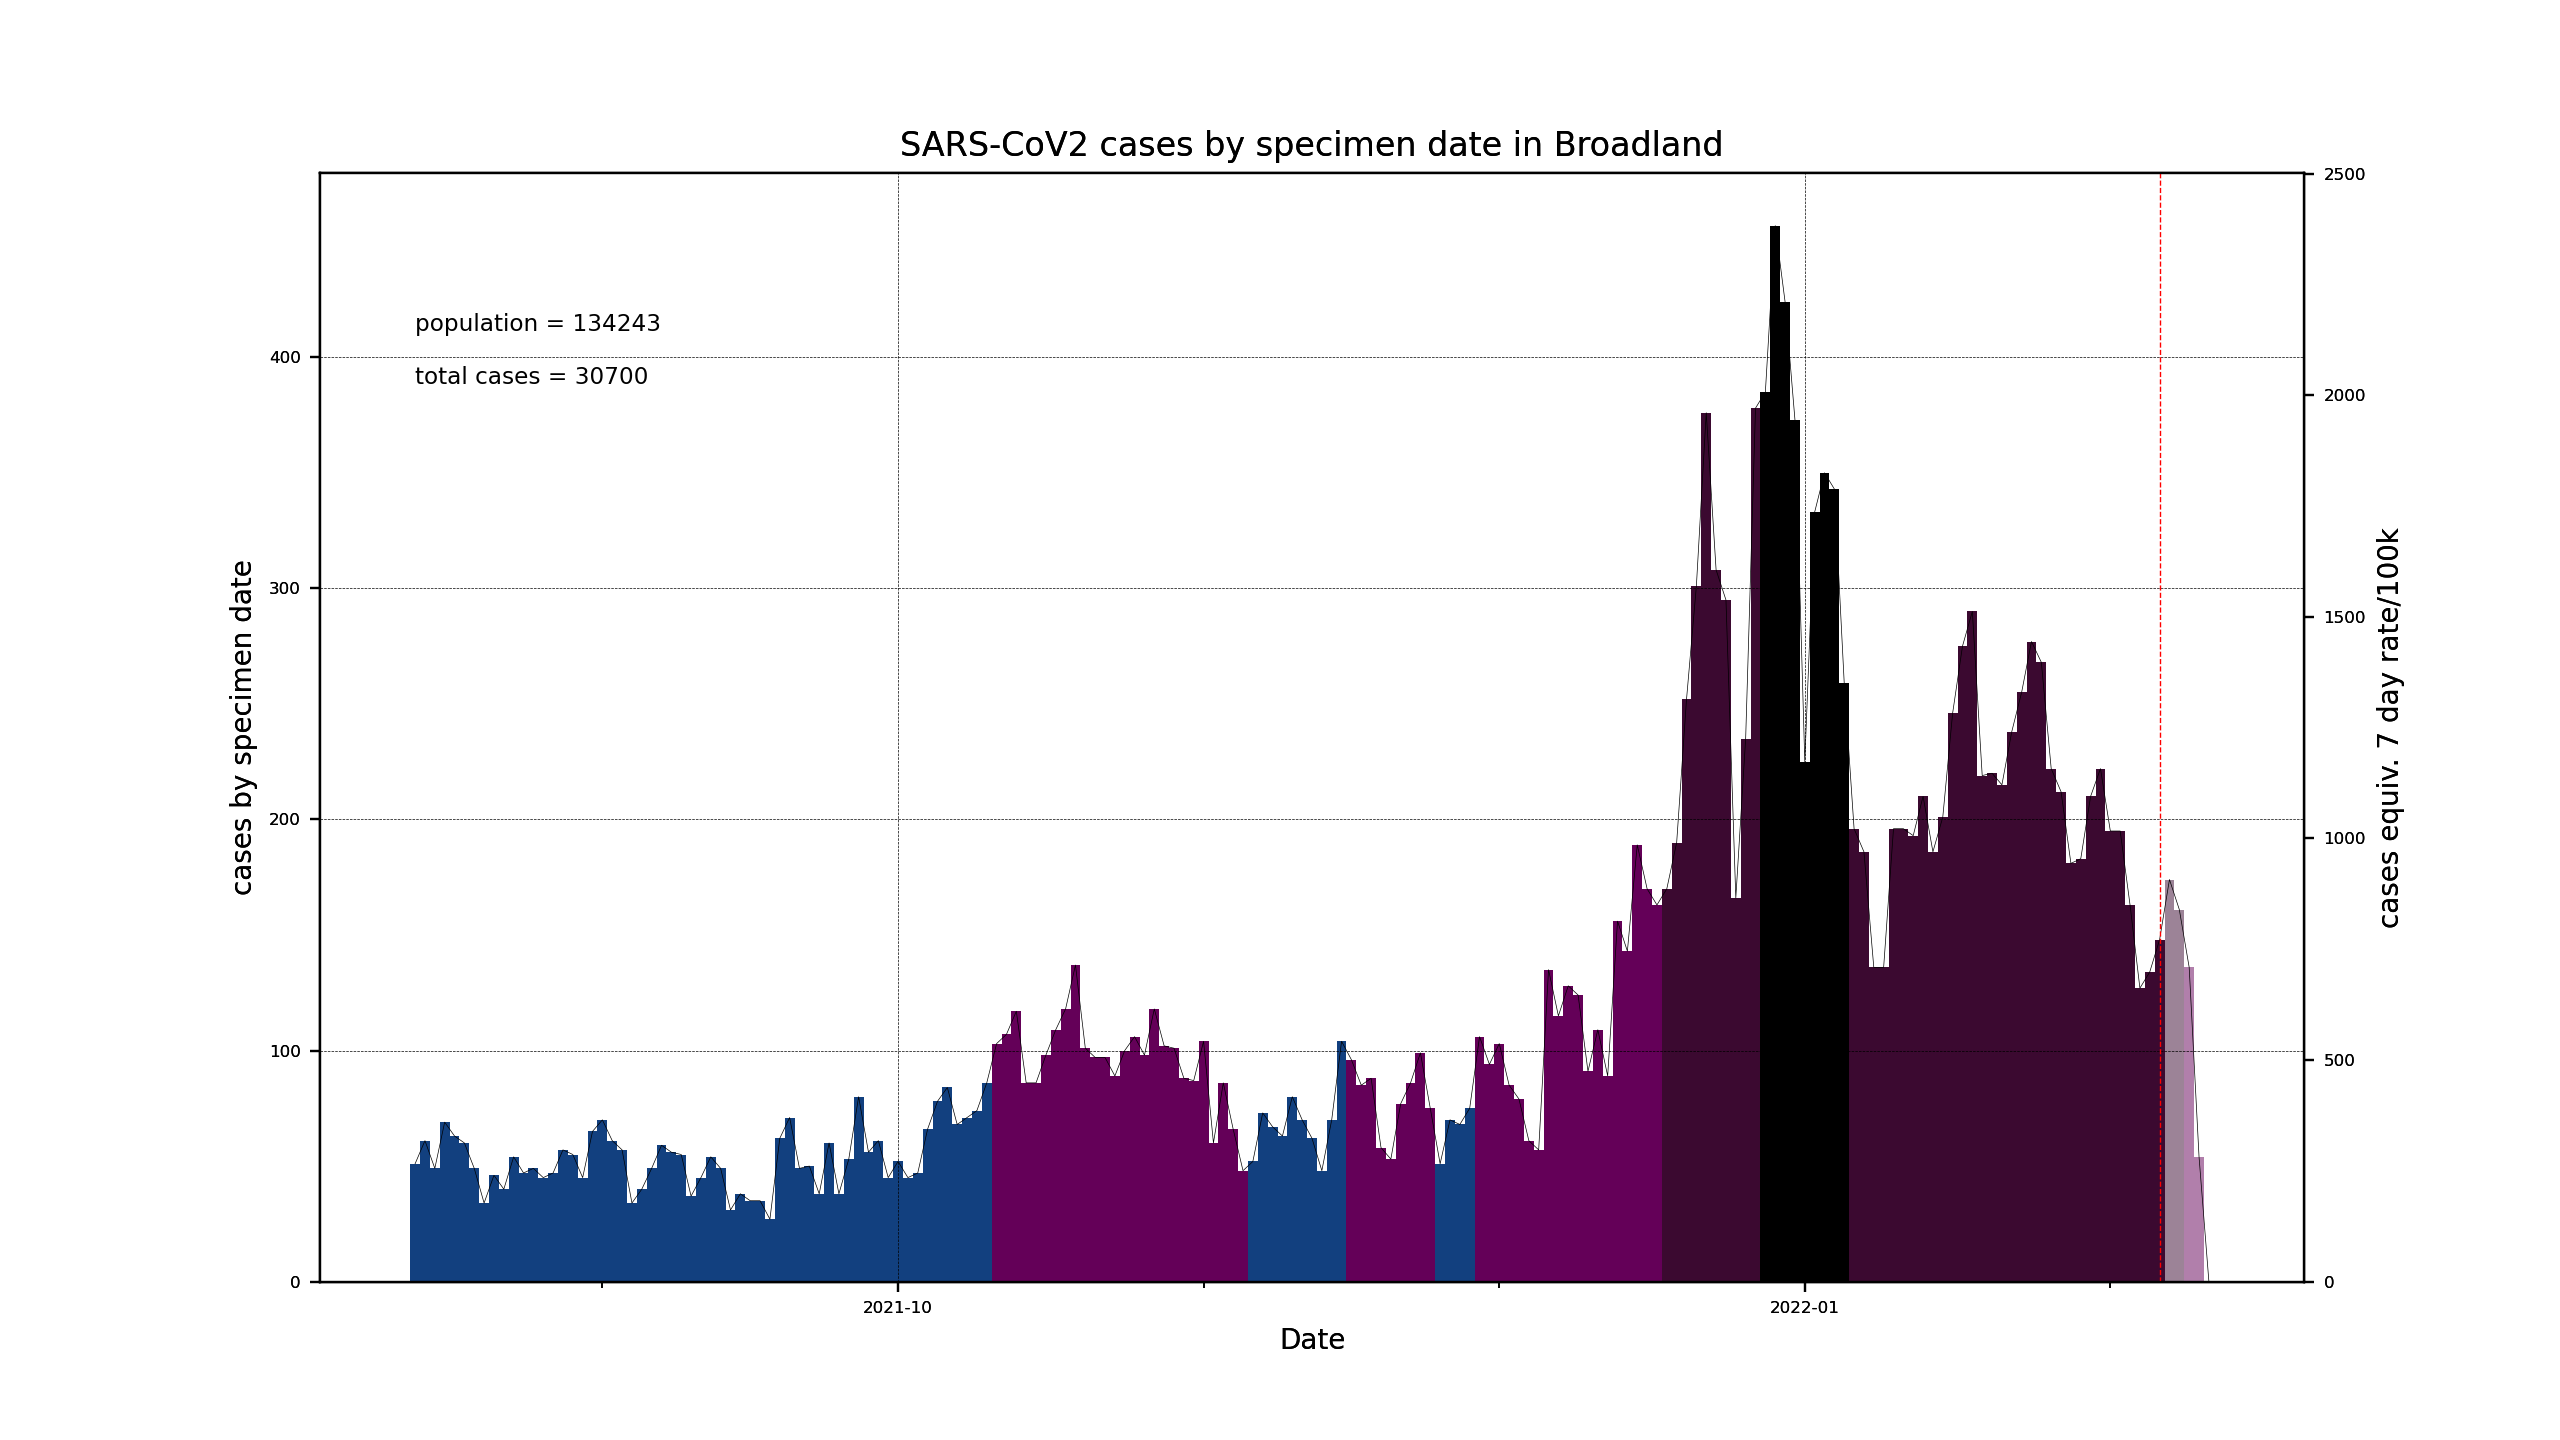 SARS-CoV2 cases by specimen date in Broadland
population = 134243
total cases = 30700
cases by specimen date
400
300
200
100
0
2500
2000
1500
1000
500
0
cases equiv. 7 day rate/100k
2021-10
2022-01
Date